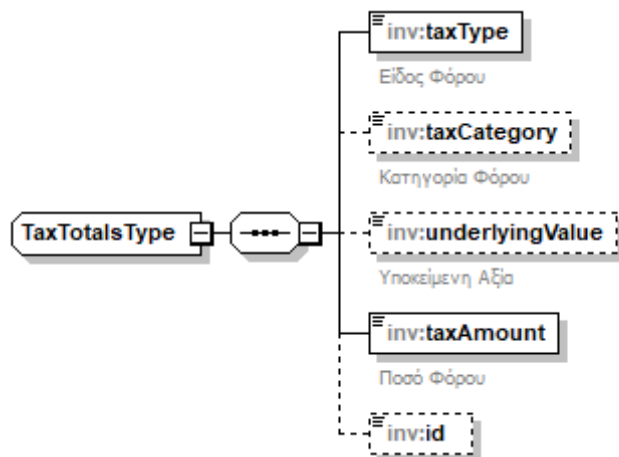 inv:taxType
Είδος Φόρου
inv:taxCategory
Κατηγορία Φόρου
TaxTotalsType
inv:underlyingValue
Υποκείμενη Αξία
inv:taxAmount
Ποσό Φόρου
inv:id